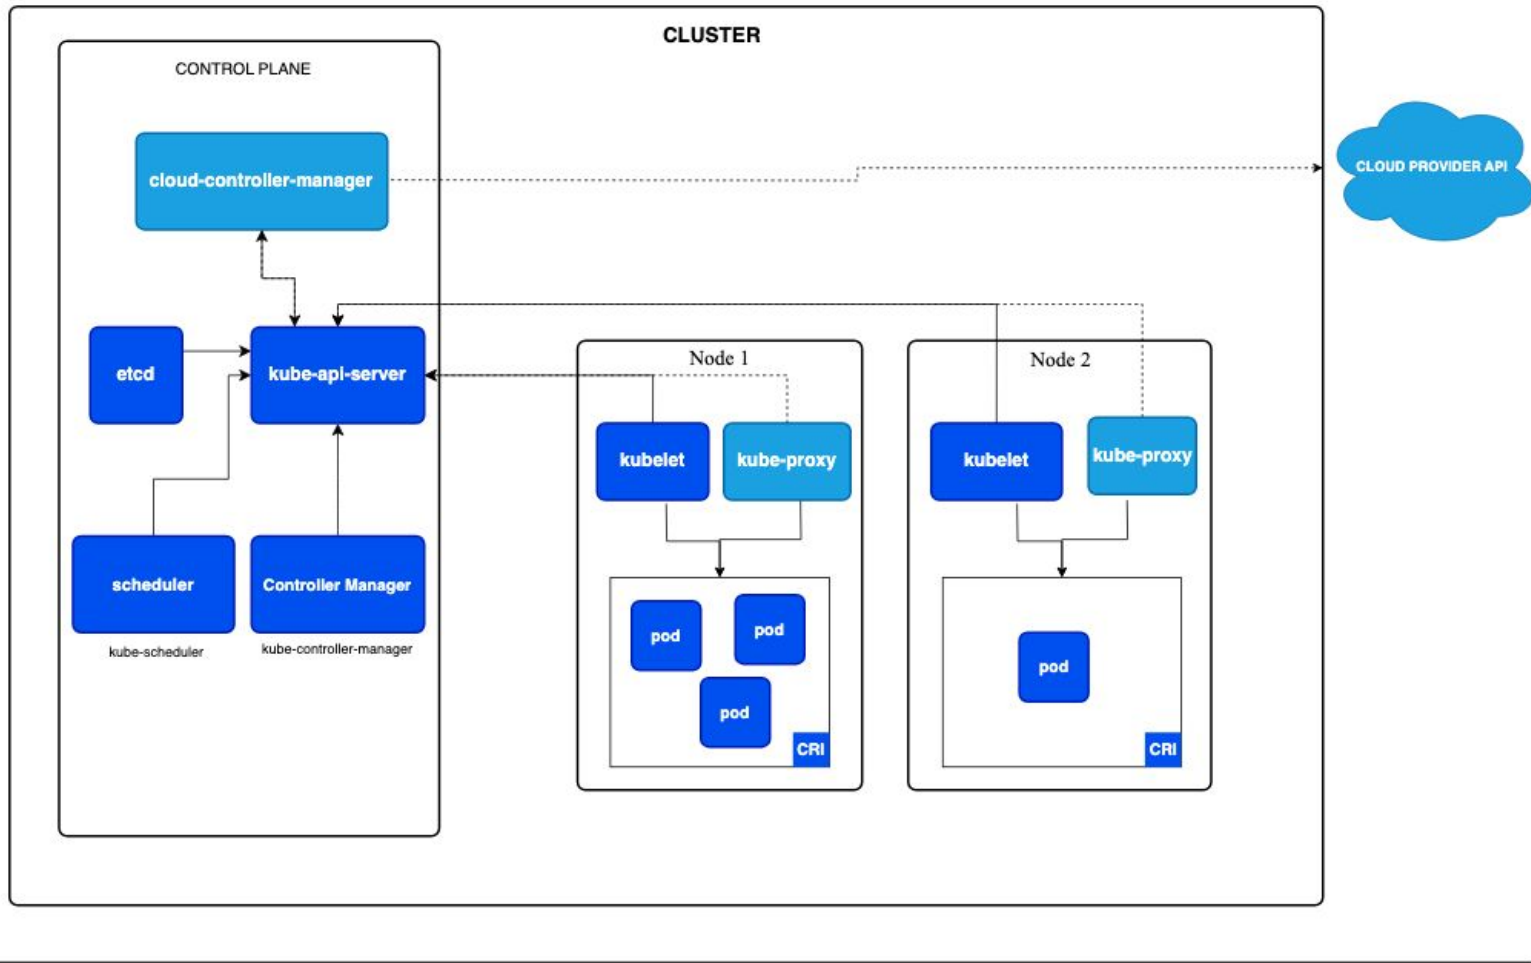 CLUSTER
CONTROL PLANE
cloud-controller-manager
CLOUD PROVIDER API
etcd
kube-api-server
scheduler
kube-scheduler
Controller Manager
kube-controller-manager
Node 1
kubelet
kube-proxy
pod
pod
pod
CRI
Node 2
kubelet
kube-proxy
pod
CRI